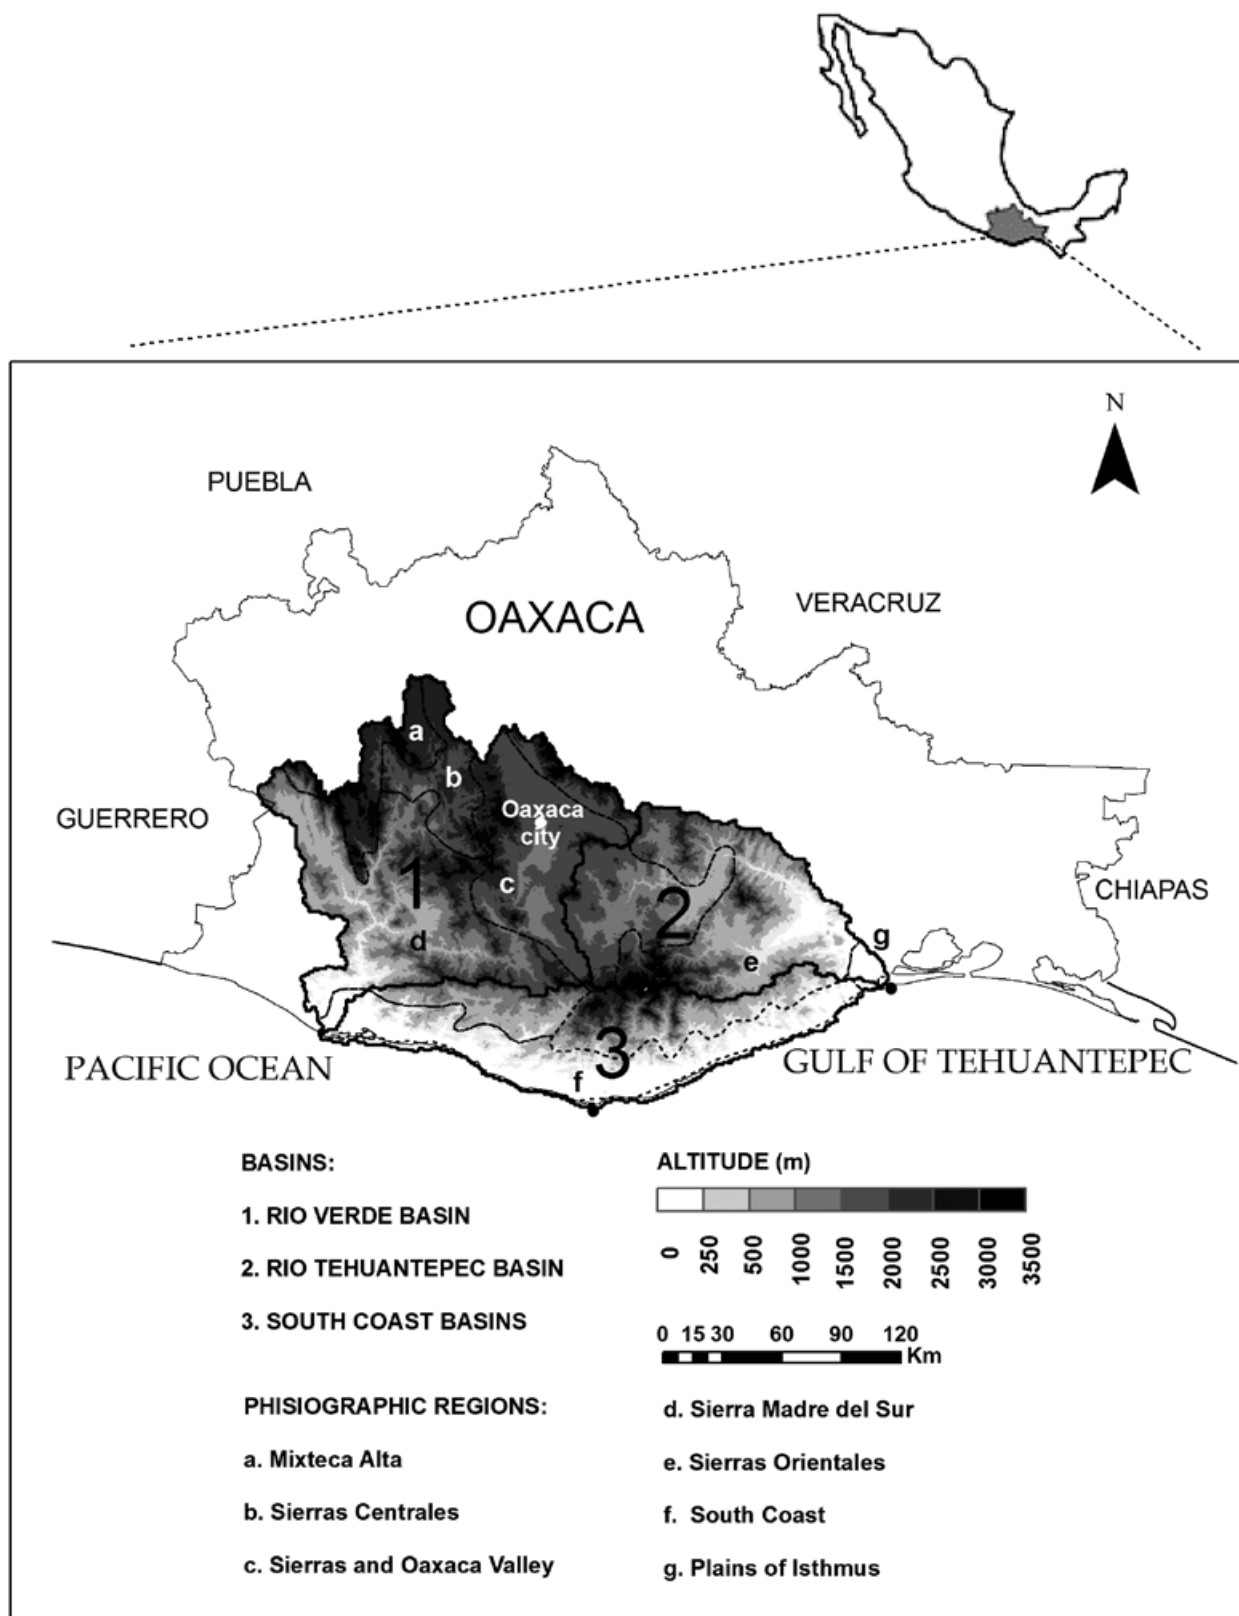 N
PUEBLA
OAXACA
VERACRUZ
a
b
Oaxaca
city
GUERRERO
1
c
2
CHIAPAS
d
e
g
3
PACIFIC OCEAN
GULF OF TEHUANTEPEC
f
BASINS:
1. RIO VERDE BASIN
2. RIO TEHUANTEPEC BASIN
3. SOUTH COAST BASINS
ALTITUDE (m)
0 250 500 1000 1500 2000 2500 3000 3500
0 15 30 60 90 120
Km
PHISIOGRAPHIC REGIONS:
a. Mixteca Alta
b. Sierras Centrales
c. Sierras and Oaxaca Valley
d. Sierra Madre del Sur
e. Sierras Orientales
f. South Coast
g. Plains of Isthmus